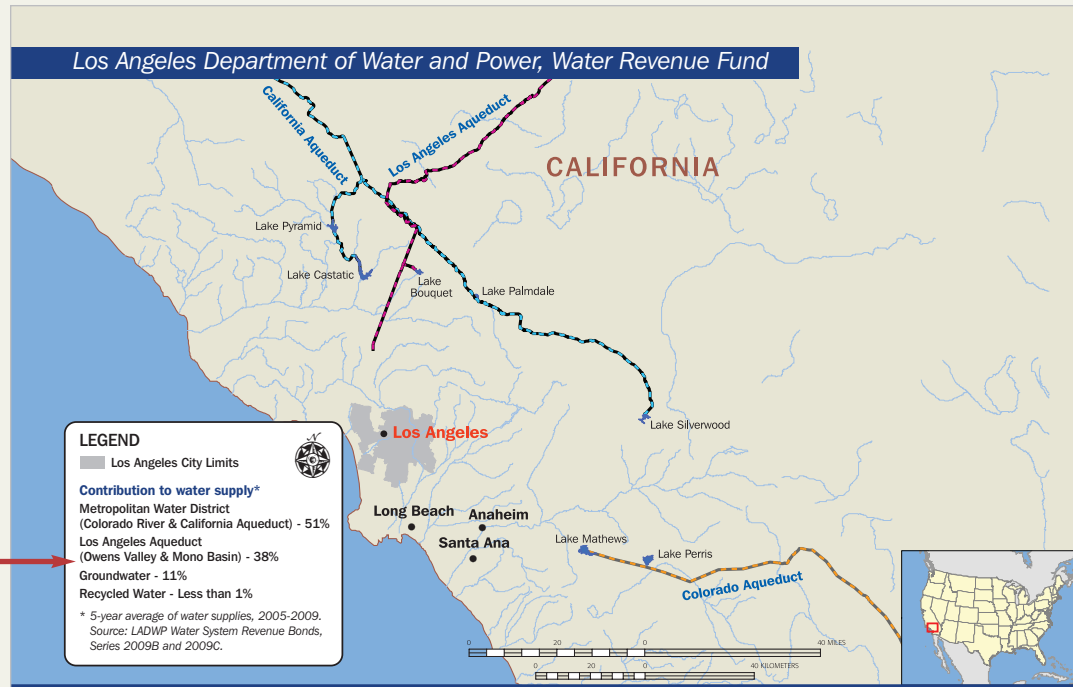 Los Angeles Department of Water and Power, Water Revenue Fund
California Aqueduct
Los Angeles Aqueduct
CALIFORNIA
Lake Pyramid
Lake Castatic
Lake
Bouquet
Lake Palmdale
Lake Silverwood
Los Angeles
Long Beach
Anaheim
Santa Ana
Lake Mathews
Lake Perris
Colorado Aqueduct
LEGEND
N
Los Angeles City Limits
Contribution to water supply*
Metropolitan Water District
(Colorado River & California Aqueduct) - 51%
Los Angeles Aqueduct
(Owens Valley & Mono Basin) - 38%
Groundwater - 11%
Recycled Water - Less than 1%
* 5-year average of water supplies, 2005-2009.
Source: LADWP Water System Revenue Bonds,
Series 2009B and 2009C.
0 20 0 40 MILES
0 20 0 40 KILOMETERS